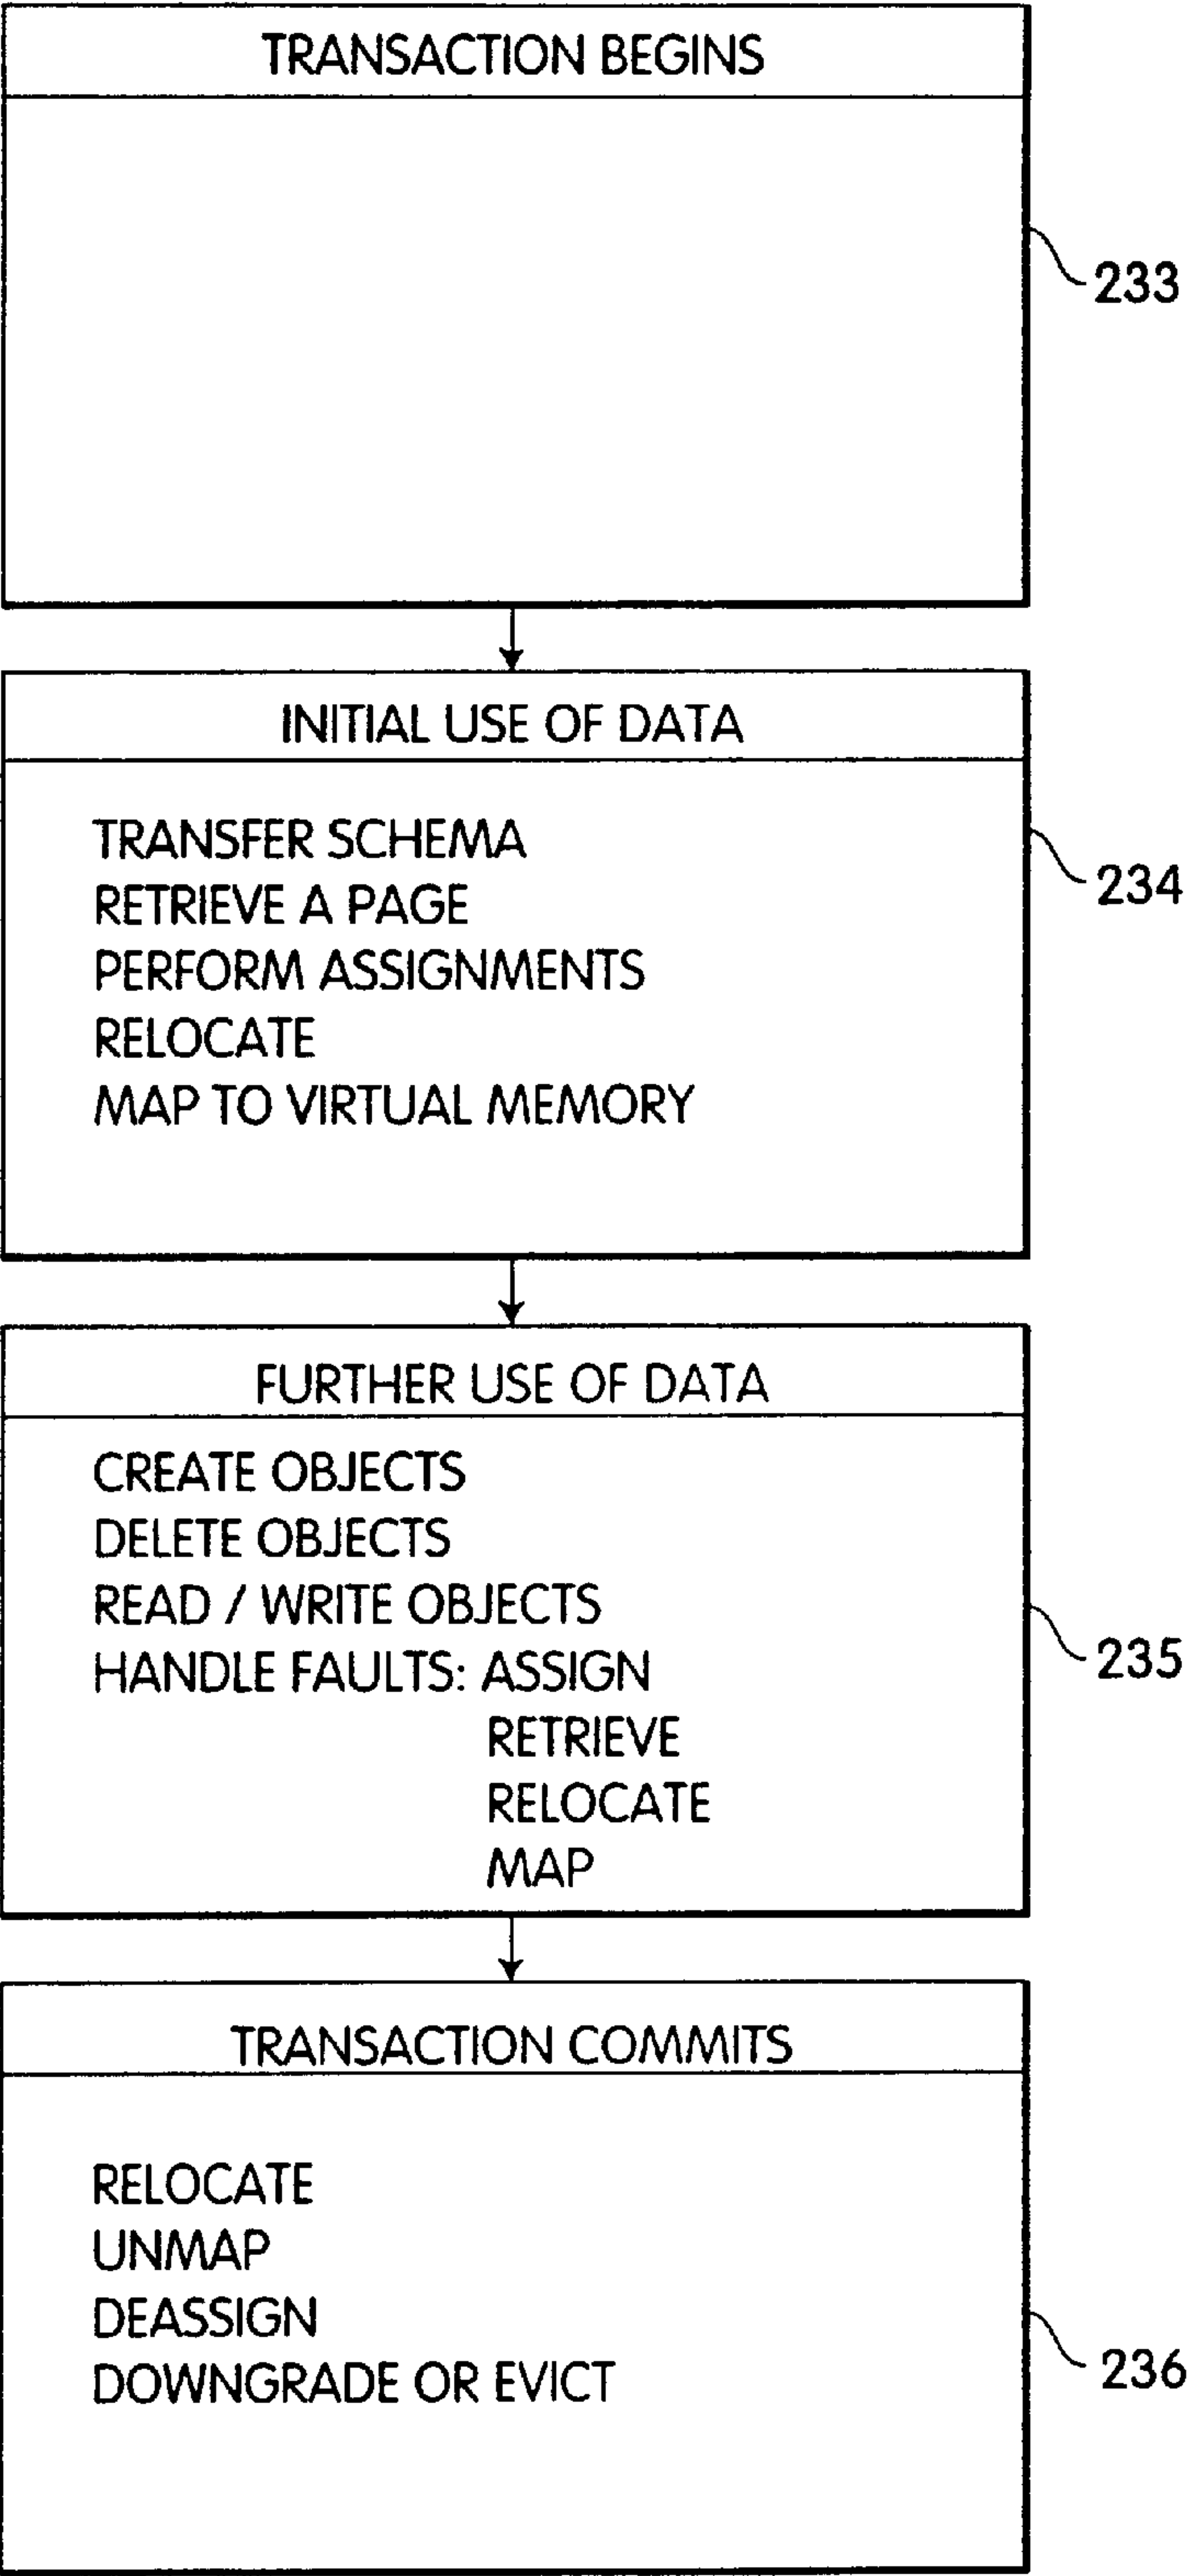 TRANSACTION BEGINS
233
INITIAL USE OF DATA
TRANSFER SCHEMA
234
RETRIEVE A PAGE
PERFORM ASSIGNMENTS
RELOCATE
MAP TO VIRTUAL MEMORY
FURTHER USE OF DATA
CREATE OBJECTS
DELETE OBJECTS
READ / WRITE OBJECTS
HANDLE FAULTS: ASSIGN
235
RETRIEVE
RELOCATE
MAP
TRANSACTION COMMITS
RELOCATE
UNMAP
DEASSIGN
DOWNGRADE OR EVICT
236